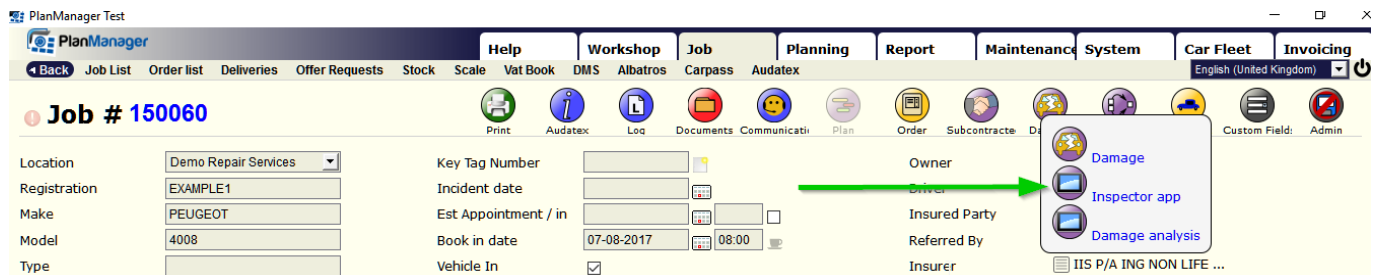 PlanManager Test
PlanManager
Help Workshop Job Planning Report Maintenance System Car Fleet Invoicing
Back Job List Order list Deliveries Offer Requests Stock Scale Vat Book DMS Albatros Carpass Audatex English (United Kingdom)
Job # 150060
Print Audatex Log Documents Communicati Plan Order Subcontracte Da Custom Field: Admin
Location Demo Repair Services Key Tag Number Owner Damage
Registration EXAMPLE1 Incident date Driver Inspector app
Make PEUGEOT Est Appointment / in Insured Party
Model 4008 Book in date 07-08-2017 08:00 Referred By Damage analysis
Type Vehicle In Insurer IIS P/A ING NON LIFE ...